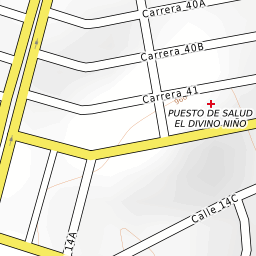 Carrera 40A
Carrera 40B
Carrera 41
PUESTO DE SALUD
EL DIVINO NIÑO
Calle 14C
14A